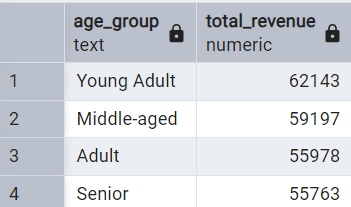 age_group total_revenue
text numeric
1 Young Adult 62143
2 Middle-aged 59197
3 Adult 55978
4 Senior 55763